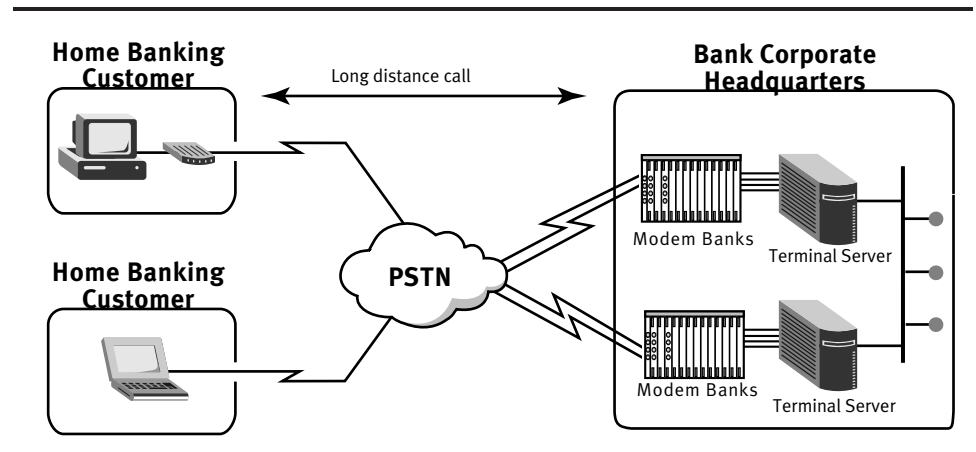 Home Banking
Customer
Long distance call
Bank Corporate
Headquarters
Modem Banks
Terminal Server
Home Banking
Customer
PSTN
Modem Banks
Terminal Server